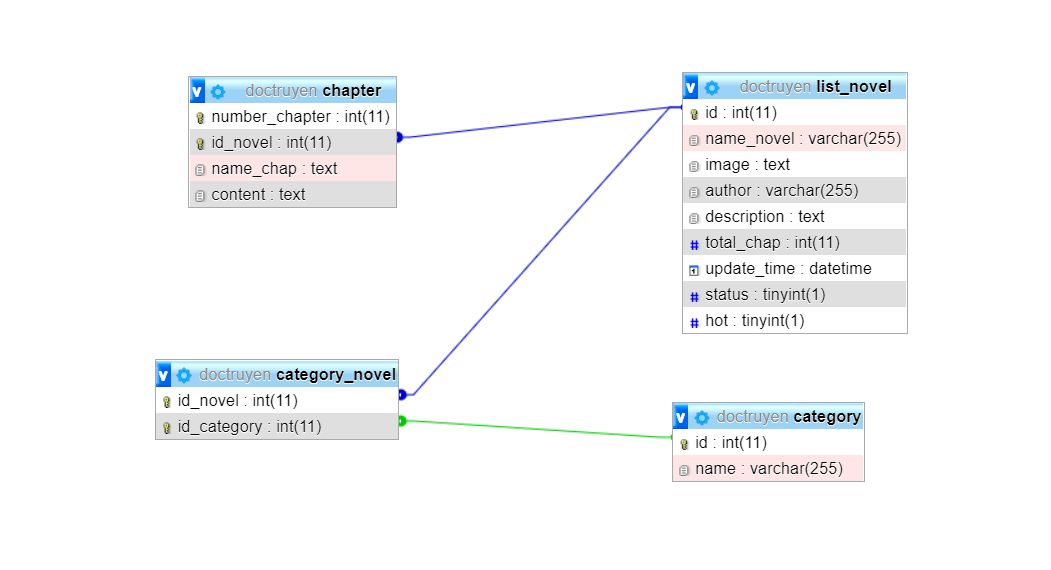 v doctruyen chapter
number_chapter : int(11)
id_novel : int(11)
name_chap : text
content : text
v doctruyen list_novel
id : int(11)
name_novel : varchar(255)
image : text
author : varchar(255)
description : text
# total_chap : int(11)
update_time : datetime
# status : tinyint(1)
# hot : tinyint(1)
v doctruyen category_novel
id_novel : int(11)
id_category : int(11)
v doctruyen category
id : int(11)
name : varchar(255)